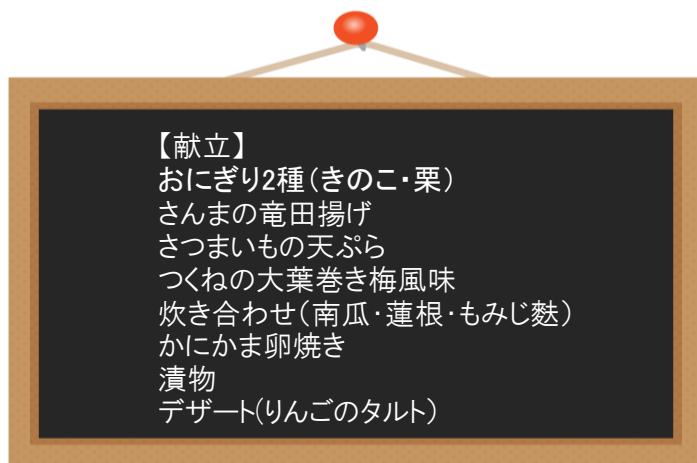 【献立】
おにぎり2種（きのこ・栗）
さんまの竜田揚げ
さつまいもの天ぷら
つくねの大葉巻き梅風味
炊き合わせ（南瓜・蓮根・もみじ麩）
かにかま卵焼き
漬物
デザート(りんごのタルト）